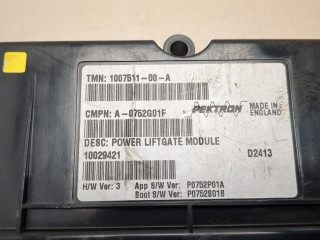 TMN: 1007511-00-A
CMPN: A-0752G01F
PEKTRON
MADE IN
ENGLAND
DESC: POWER LIFTGATE MODULE
10029421 D2413
H/W Ver: 3 App S/W Ver: P0752P01A
Boot S/W Ver: P0752B01B